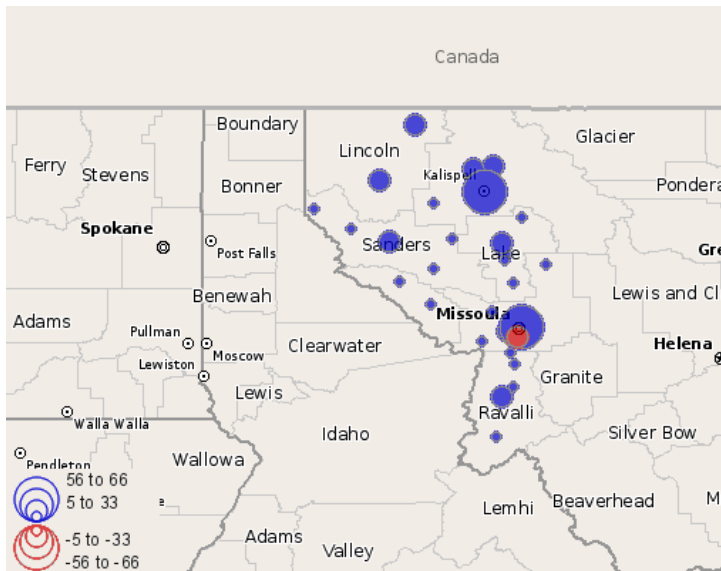 Canada
Boundary
Glacier
Lincoln
Ferry
Stevens
Kalispell
Bonner
Pondera
Spokane
Sanders
Lake
Post Falls
Gre
Benewah
Lewis and Cl
Adams
Missoula
Pullman
Helena
Clearwater
Moscow
Lewiston
Granite
Lewis
Ravalli
Walla Walla
Idaho
Silver Bow
Wallowa
Pendleton
56 to 66
5 to 33
e
Lemhi
Beaverhead
M
Adams
-5 to -33
Valley
-56 to -66